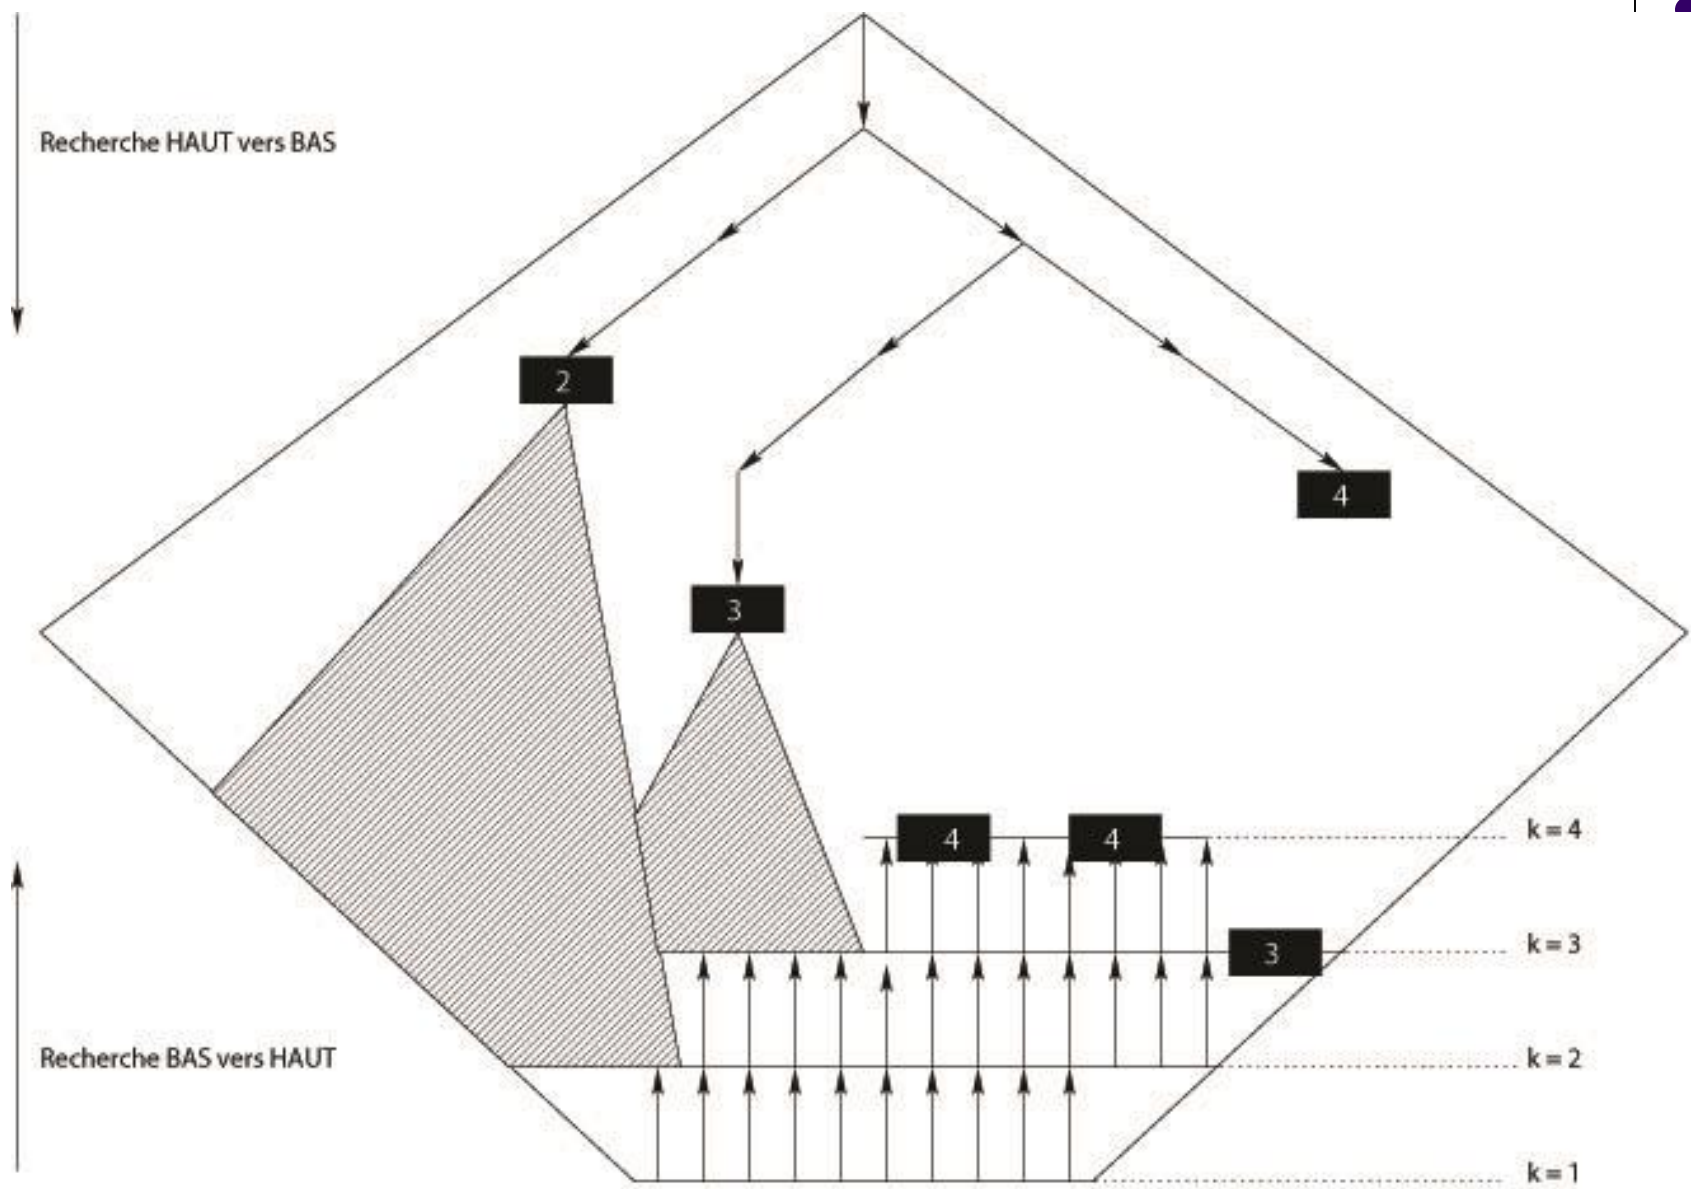 Recherche HAUT vers BAS
2
4
3
4
4
k = 4
3
k = 3
Recherche BAS vers HAUT
k = 2
k = 1